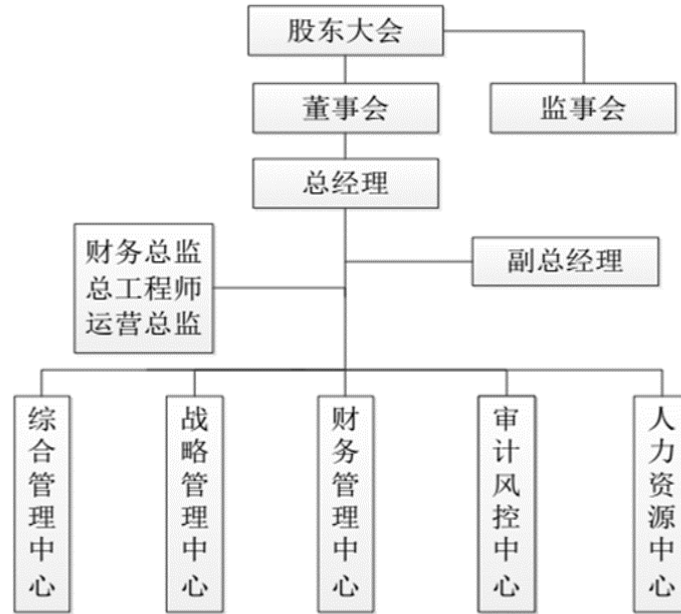 股东大会
董事会
监事会
总经理
财务总监
总工程师
运营总监
副总经理
综合管理中心
战略管理中心
财务管理中心
审计风控中心
人力资源中心